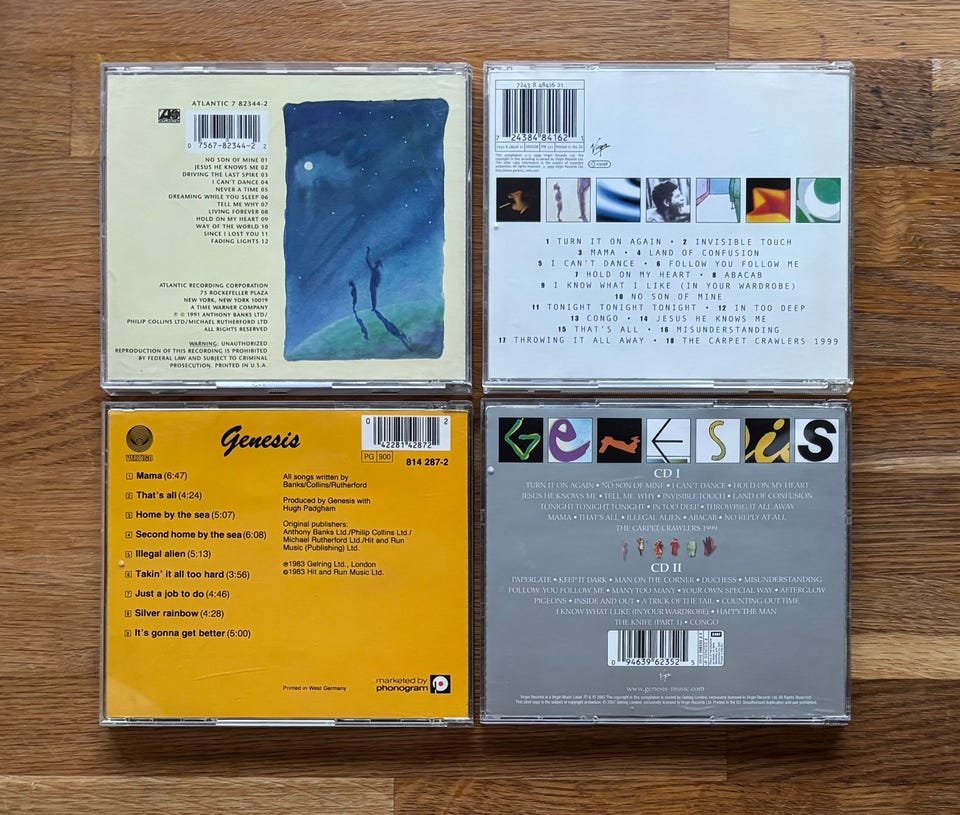 ATLANTIC 7 82344-2
ATLANTIC
0 7567-82344-2 2
NO SON OF MINE 01
JESUS HE KNOWS ME 02
DRIVING THE LAST SPIKE 03
I CAN'T DANCE 04
NEVER A TIME 05
DREAMING WHILE YOU SLEEP 06
TELL ME WHY 07
LIVING FOREVER 08
HOLD ON MY HEART 09
WAY OF THE WORLD 10
SINCE I LOST YOU 11
FADING LIGHTS 12
ATLANTIC RECORDING CORPORATION
75 ROCKEFELLER PLAZA
NEW YORK, NEW YORK 10019
A TIME WARNER COMPANY
℗ © 1991 ANTHONY BANKS LTD/
PHILIP COLLINS LTD/MICHAEL RUTHERFORD LTD
ALL RIGHTS RESERVED
WARNING: UNAUTHORIZED
REPRODUCTION OF THIS RECORDING IS PROHIBITED
BY FEDERAL LAW AND SUBJECT TO CRIMINAL
PROSECUTION. PRINTED IN U.S.A.
7243 8 48416 21
7 24384 84162 1
Virgin
1 TURN IT ON AGAIN • 2 INVISIBLE TOUCH
3 MAMA • 4 LAND OF CONFUSION
5 I CAN'T DANCE • 6 FOLLOW YOU FOLLOW ME
7 HOLD ON MY HEART • 8 ABACAB
9 I KNOW WHAT I LIKE (IN YOUR WARDROBE)
10 NO SON OF MINE
11 TONIGHT TONIGHT TONIGHT • 12 IN TOO DEEP
13 CONGO • 14 JESUS HE KNOWS ME
15 THAT'S ALL • 16 MISUNDERSTANDING
17 THROWING IT ALL AWAY • 18 THE CARPET CRAWLERS 1999
VERTIGO
Genesis
0 42281 42872 2
PG 900
814 287-2
1 Mama (6:47)
2 That's all (4:24)
3 Home by the sea (5:07)
4 Second home by the sea (6:08)
5 Illegal alien (5:13)
6 Takin' it all too hard (3:56)
7 Just a job to do (4:46)
8 Silver rainbow (4:28)
9 It's gonna get better (5:00)
All songs written by
Banks/Collins/Rutherford
Produced by Genesis with
Hugh Padgham
Original publishers:
Anthony Banks Ltd./Philip Collins Ltd./
Michael Rutherford Ltd./Hit and Run
Music (Publishing) Ltd.
℗1983 Gelring Ltd., London
©1983 Hit and Run Music Ltd.
Printed in West Germany
marketed by
phonogram
GENESIS
CD I
TURN IT ON AGAIN • NO SON OF MINE • I CAN'T DANCE • HOLD ON MY HEART
JESUS HE KNOWS ME • TELL ME WHY • INVISIBLE TOUCH • LAND OF CONFUSION
TONIGHT TONIGHT TONIGHT • IN TOO DEEP • THROWING IT ALL AWAY
MAMA • THAT'S ALL • ILLEGAL ALIEN • ABACAB • NO REPLY AT ALL
THE CARPET CRAWLERS 1999
CD II
PAPERLATE • KEEP IT DARK • MAN ON THE CORNER • DUCHESS • MISUNDERSTANDING
FOLLOW YOU FOLLOW ME • MANY TOO MANY • YOUR OWN SPECIAL WAY • AFTERGLOW
PIGEONS • INSIDE AND OUT • A TRICK OF THE TAIL • COUNTING OUT TIME
I KNOW WHAT I LIKE (IN YOUR WARDROBE) • HAPPY THE MAN
THE KNIFE (PART 1) • CONGO
0 94639 62352 5
EMI
Virgin
www.genesis-music.com